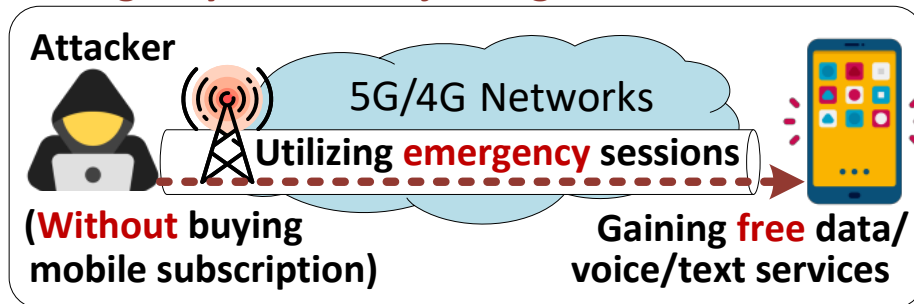 Attacker
5G/4G Networks
Utilizing emergency sessions
(Without buying
mobile subscription)
Gaining free data/
voice/text services